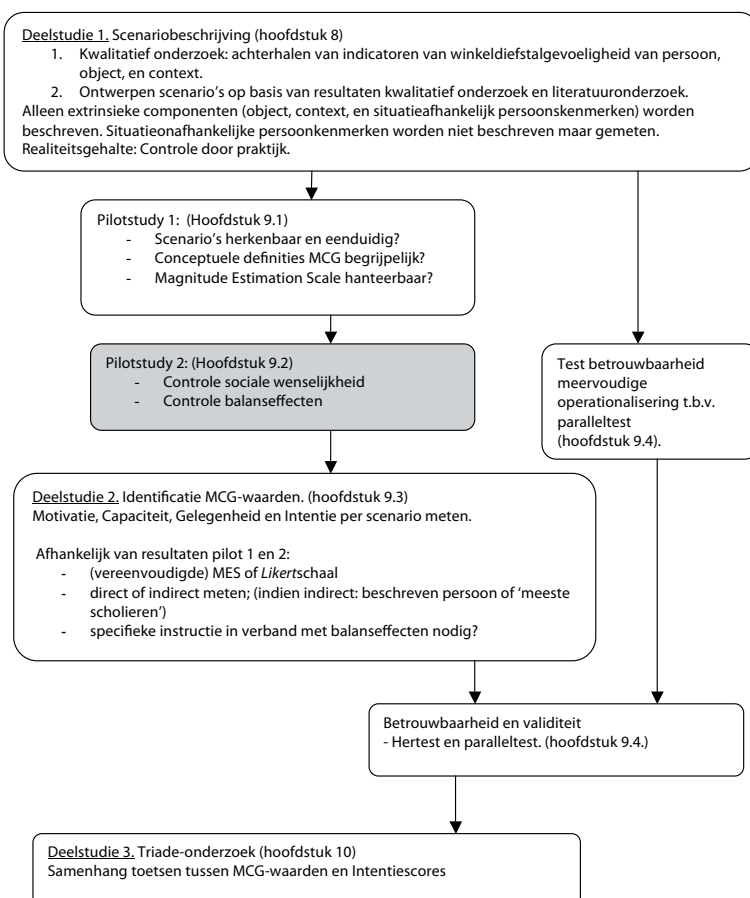 Deelstudie 1. Scenariobeschrijving (hoofdstuk 8)
1. Kwalitatief onderzoek: achterhalen van indicatoren van winkeldiefstalgevoeligheid van persoon,
object, en context.
2. Ontwerpen scenario's op basis van resultaten kwalitatief onderzoek en literatuuronderzoek.
Alleen extrinsieke componenten (object, context, en situatieafhankelijk persoonskenmerken) worden
beschreven. Situatieonafhankelijke persoonkenmerken worden niet beschreven maar gemeten.
Realiteitsgehalte: Controle door praktijk.
Pilotstudy 1: (Hoofdstuk 9.1)
- Scenario's herkenbaar en eenduidig?
- Conceptuele definities MCG begrijpelijk?
- Magnitude Estimation Scale hanteerbaar?
Pilotstudy 2: (Hoofdstuk 9.2)
- Controle sociale wenselijkheid
- Controle balanseffecten
Test betrouwbaarheid
meervoudige
operationalisering t.b.v.
paralleltest
(hoofdstuk 9.4).
Deelstudie 2. Identificatie MCG-waarden. (hoofdstuk 9.3)
Motivatie, Capaciteit, Gelegenheid en Intentie per scenario meten.
Afhankelijk van resultaten pilot 1 en 2:
- (vereenvoudigde) MES of Likertschaal
- direct of indirect meten; (indien indirect: beschreven persoon of 'meeste
scholieren')
- specifieke instructie in verband met balanseffecten nodig?
Betrouwbaarheid en validiteit
- Hertest en paralleltest. (hoofdstuk 9.4.)
Deelstudie 3. Triade-onderzoek (hoofdstuk 10)
Samenhang toetsen tussen MCG-waarden en Intentiescores